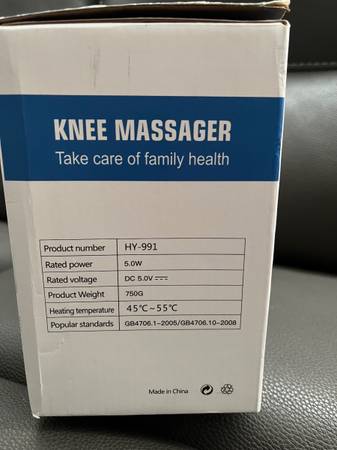 KNEE MASSAGER
Take care of family health
Product number HY-991
Rated power 5.0W
Rated voltage DC 5.0V
Product Weight 750G
Heating temperature 45℃~55℃
Popular standards GB4706.1-2005/GB4706.10-2008
Made in China